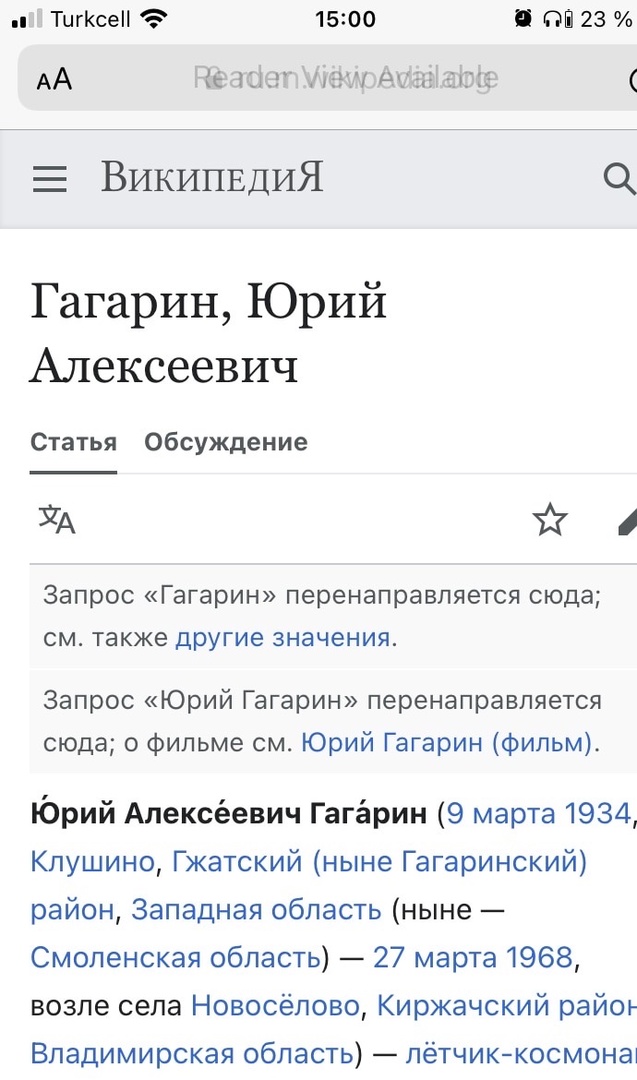 Turkcell 15:00 23 %
AA Reader View Available
ВИКИПЕДИЯ
Гагарин, Юрий
Алексеевич
Статья Обсуждение
Запрос «Гагарин» перенаправляется сюда;
см. также другие значения.
Запрос «Юрий Гагарин» перенаправляется
сюда; о фильме см. Юрий Гагарин (фильм).
Ю́рий Алексе́евич Гага́рин (9 марта 1934,
Клушино, Гжатский (ныне Гагаринский)
район, Западная область (ныне —
Смоленская область) — 27 марта 1968,
возле села Новосёлово, Киржачский район
Владимирская область) — лётчик-космона